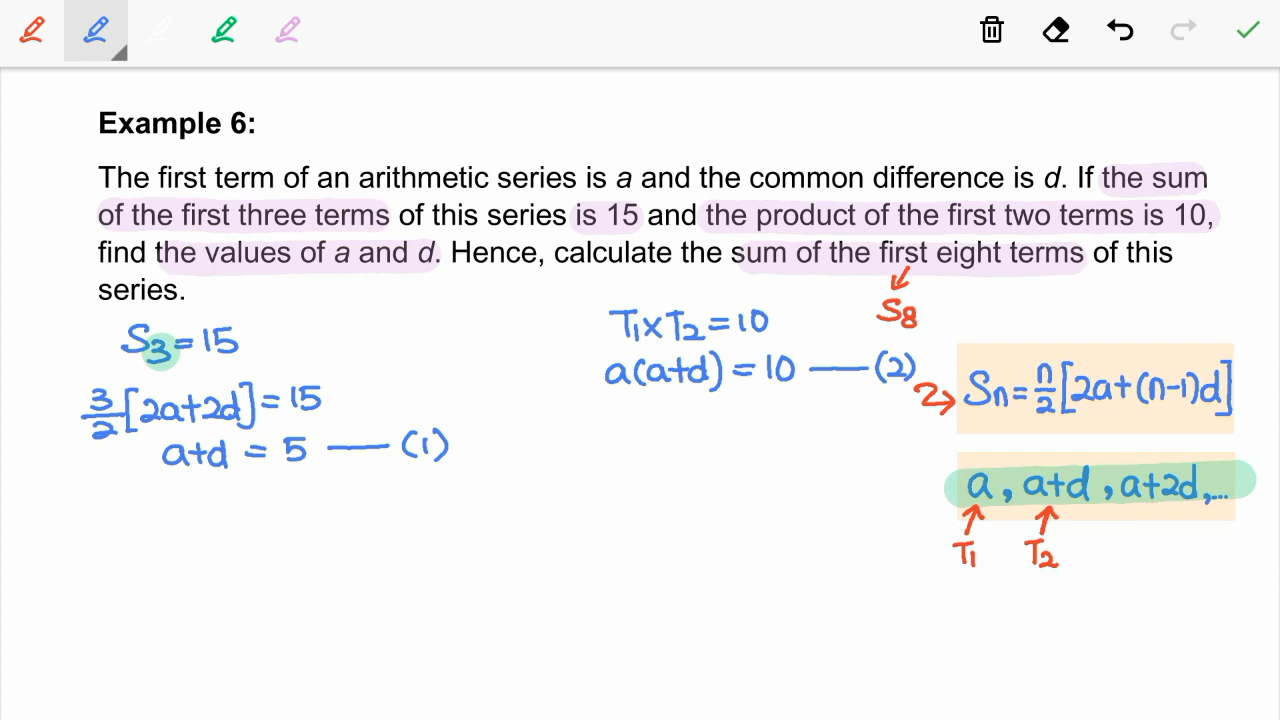 Example 6:
The first term of an arithmetic series is a and the common difference is d. If the sum
of the first three terms of this series is 15 and the product of the first two terms is 10,
find the values of a and d. Hence, calculate the sum of the first eight terms of this
series.
S₈
S₃=15
3/2[2a+2d]=15
a+d = 5 —— (1)
T₁×T₂=10
a(a+d) = 10 —— (2)
Sn=n/2[2a+(n-1)d]
a, a+d, a+2d,...
T₁ T₂